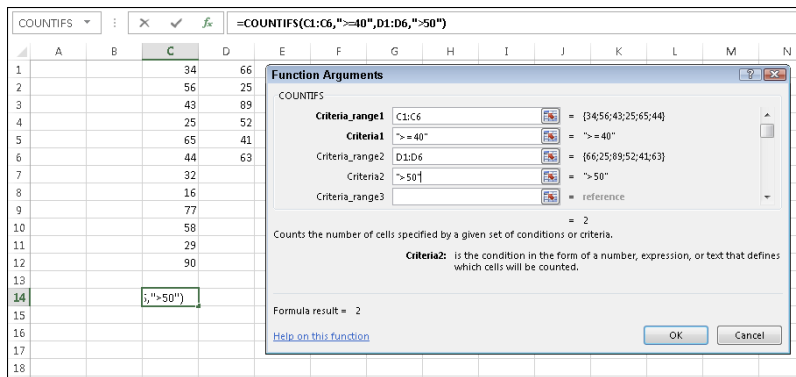 COUNTIFS =COUNTIFS(C1:C6,">=40",D1:D6,">50")
A B C D E F G H I J K L M N
1 34 66
2 56 25
3 43 89
4 25 52
5 65 41
6 44 63
7 32
8 16
9 77
10 58
11 29
12 90
13
14 ;,">50")
15
16
17
18
Function Arguments
COUNTIFS
Criteria_range1 C1:C6 = {34;56;43;25;65;44}
Criteria1 ">=40" = ">=40"
Criteria_range2 D1:D6 = {66;25;89;52;41;63}
Criteria2 ">50" = ">50"
Criteria_range3 = reference
= 2
Counts the number of cells specified by a given set of conditions or criteria.
Criteria2: is the condition in the form of a number, expression, or text that defines
which cells will be counted.
Formula result = 2
Help on this function OK Cancel